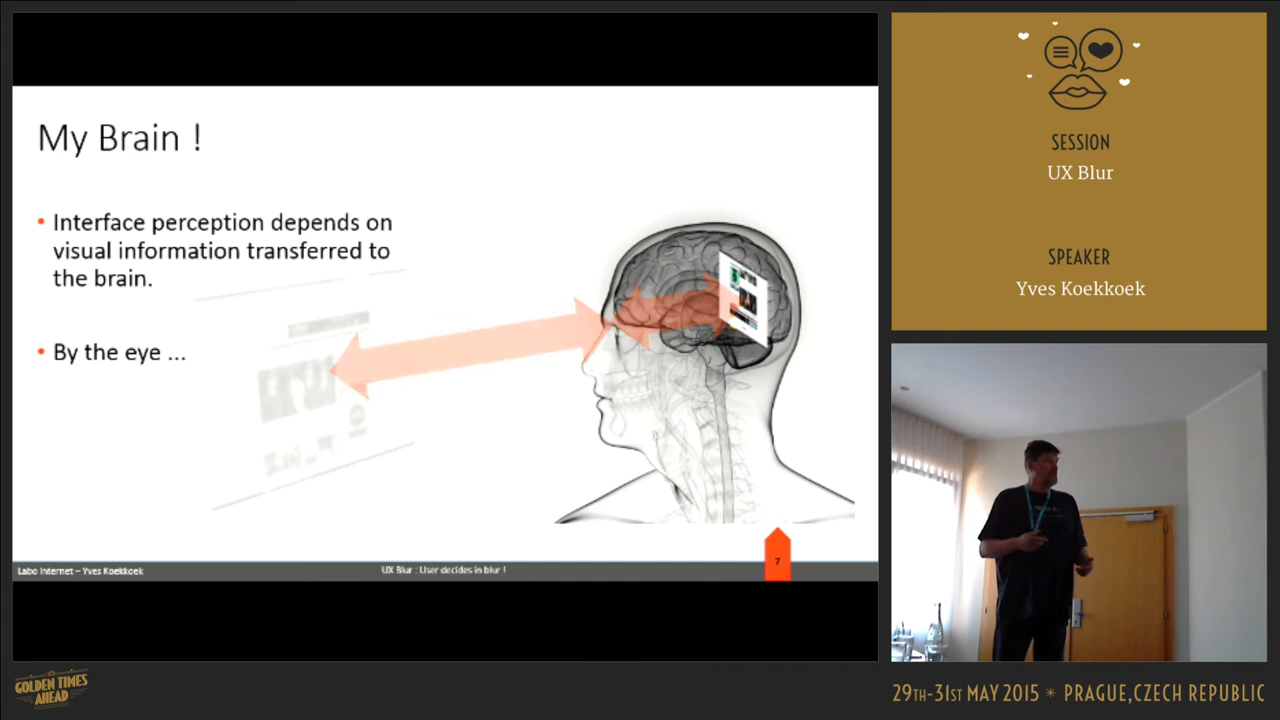 My Brain !
• Interface perception depends on
visual information transferred to
the brain.
• By the eye ...
Labo Internet – Yves Koekkoek
UX Blur : User decides in blur !
7
SESSION
UX Blur
SPEAKER
Yves Koekkoek
GOLDEN TIMES
AHEAD
29TH-31ST MAY 2015 * PRAGUE,CZECH REPUBLIC